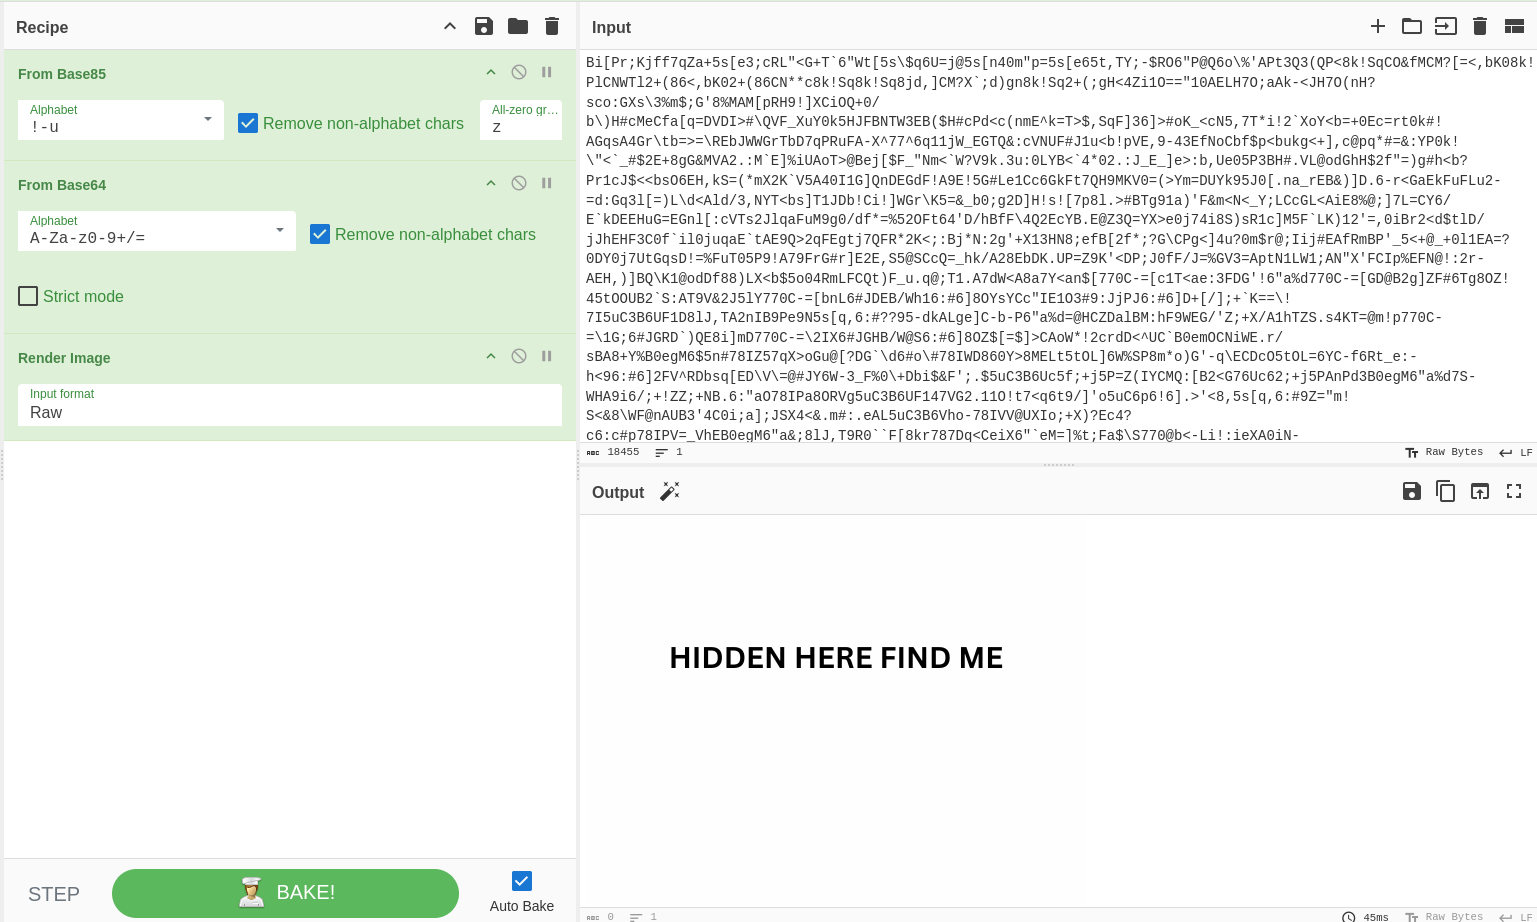 Recipe
From Base85
Alphabet
!-u
Remove non-alphabet chars
All-zero gr…
z
From Base64
Alphabet
A-Za-z0-9+/=
Remove non-alphabet chars
Strict mode
Render Image
Input format
Raw
STEP
BAKE!
Auto Bake
Input
Bi[Pr;Kjff7qZa+5s[e3;cRL"<G+T`6"Wt[5s\$q6U=j@5s[n40m"p=5s[e65t,TY;-$RO6"P@Q6o\%'APt3Q3(QP<8k!SqCO&fMCM?[=<,bK08k!
PlCNWTl2+(86<,bK02+(86CN**c8k!Sq8k!Sq8jd,]CM?X`;d)gn8k!Sq2+(;gH<4Zi1O=="10AELH7O;aAk-<JH7O(nH?
sco:GXs\3%m$;G'8%MAM[pRH9!]XCiOQ+0/
b\)H#cMeCfa[q=DVDI>#\QVF_XuY0k5HJFBNTW3EB($H#cPd<c(nmE^k=T>$,SqF]36]>#oK_<cN5,7T*i!2`XoY<b=+0Ec=rt0k#!
AGqsA4Gr\tb=>=\REbJWWGrTbD7qPRuFA-X^77^6q11jW_EGTQ&:cVNUF#J1u<b!pVE,9-43EfNoCbf$p<bukg<+],c@pq*#=&:YP0k!
\"<`_#$2E+8gG&MVA2.:M`E]%iUAoT>@Bej[$F_"Nm<`W?V9k.3u:0LYB<`4*02.:J_E_]e>:b,Ue05P3BH#.VL@odGhH$2f"=)g#h<b?
Pr1cJ$<<bsO6EH,kS=(*mX2K`V5A40I1G]QnDEGdF!A9E!5G#Le1Cc6GkFt7QH9MKV0=(>Ym=DUYk95J0[.na_rEB&)]D.6-r<GaEkFuFLu2-
=d:Gq3l[=)L\d<Ald/3,NYT<bs]T1JDb!Ci!]WGr\K5=&_b0;g2D]H!s![7p8l.>#BTg91a)'F&m<N<_Y;LCcGL<AiE8%@;]7L=CY6/
E`kDEEHuG=EGnl[:cVTs2JlqaFuM9g0/df*=%52OFt64'D/hBfF\4Q2EcYB.E@Z3Q=YX>e0j74i8S)sR1c]M5F`LK)12'=,0iBr2<d$tlD/
jJhEHF3C0f`il0juqaE`tAE9Q>2qFEgtj7QFR*2K<;:Bj*N:2g'+X13HN8;efB[2f*;?G\CPg<]4u?0m$r@;Iij#EAfRmBP'_5<+@_+0l1EA=?
0DY0j7UtGqsD!=%FuT05P9!A79FrG#r]E2E,S5@SCcQ=_hk/A28EbDK.UP=Z9K'<DP;J0fF/J=%GV3=AptN1LW1;AN"X'FCIp%EFN@!:2r-
AEH,)]BQ\K1@odDf88)LX<b$5o04RmLFCQt)F_u.q@;T1.A7dW<A8a7Y<an$[770C-=[c1T<ae:3FDG'!6"a%d770C-=[GD@B2g]ZF#6Tg8OZ!
45tOOUB2`S:AT9V&2J5lY770C-=[bnL6#JDEB/Wh16:#6]8OYsYCc"IE1O3#9:JjPJ6:#6]D+[/];+`K==\!
7I5uC3B6UF1D8lJ,TA2nIB9Pe9N5s[q,6:#??95-dkALge]C-b-P6"a%d=@HCZDalBM:hF9WEG/'Z;+X/A1hTZS.s4KT=@m!p770C-
=\1G;6#JGRD`)QE8i]mD770C-=\2IX6#JGHB/W@S6:#6]8OZ$[=$]>CAoW*!2crdD<^UC`B0emOCNiWE.r/
sBA8+Y%B0egM6$5n#78IZ57qX>oGu@[?DG`\d6#o\#78IWD860Y>8MELt5tOL]6W%SP8m*o)G'-q\ECDcO5tOL=6YC-f6Rt_e:-
h<96:#6]2FV^RDbsq[ED\V\=@#JY6W-3_F%0\+Dbi$&F';.$5uC3B6Uc5f;+j5P=Z(IYCMQ:[B2<G76Uc62;+j5PAnPd3B0egM6"a%d7S-
WHA9i6/;+!ZZ;+NB.6:"aO78IPa8ORVg5uC3B6UF147VG2.11O!t7<q6t9/]'o5uC6p6!6].>'<8,5s[q,6:#9Z="m!
S<&8\WF@nAUB3'4C0i;a];JSX4<&.m#:.eAL5uC3B6Vho-78IVV@UXIo;+X)?Ec4?
c6:c#p78IPV=_VhEB0egM6"a&;8lJ,T9R0``F[8kr787Dq<CeiX6"`eM=]%t;Fa$\S770@b<-Li!:ieXA0iN-
18455
1
Raw Bytes
LF
Output
HIDDEN HERE FIND ME
0
1
45ms
Raw Bytes
LF